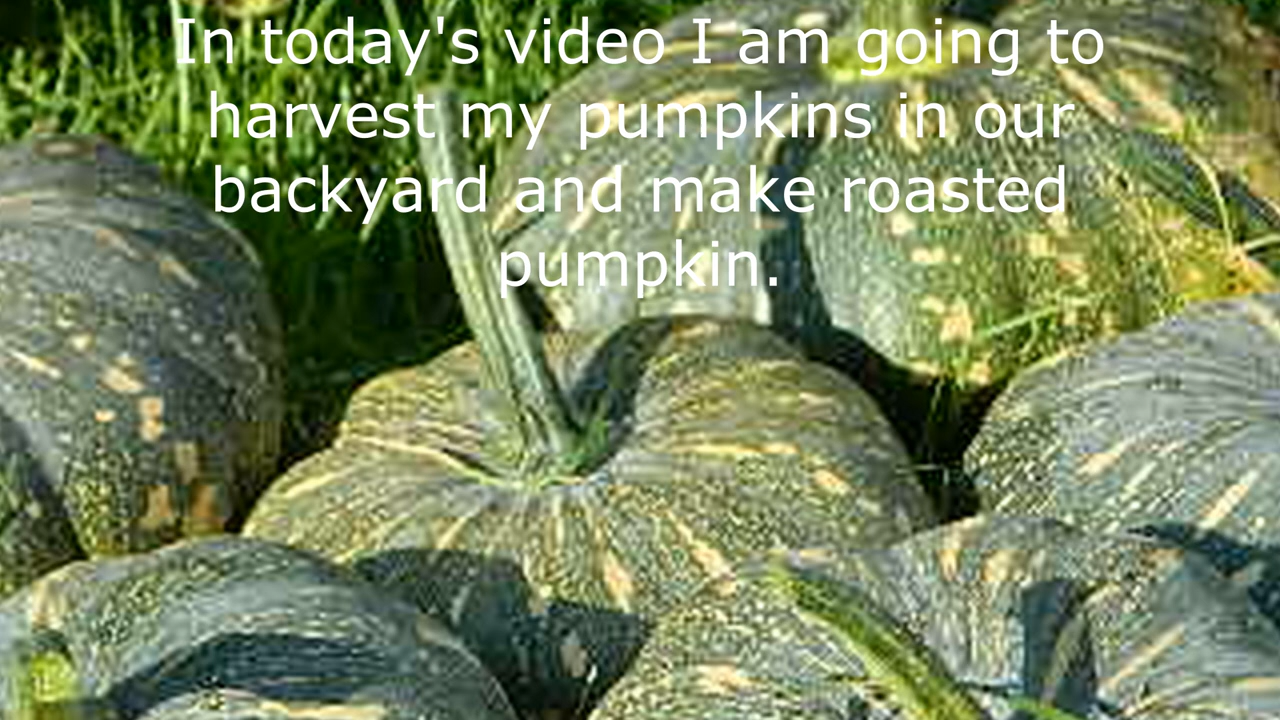 In today's video I am going to
harvest my pumpkins in our
backyard and make roasted
pumpkin.